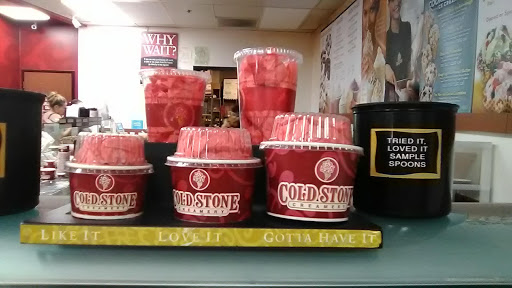 WHY
WAIT?
TRIED IT,
LOVED IT
SAMPLE
SPOONS
COLD STONE
CREAMERY
COLD STONE
CREAMERY
COLD STONE
CREAMERY
LIKE IT
LOVE IT
GOTTA HAVE IT